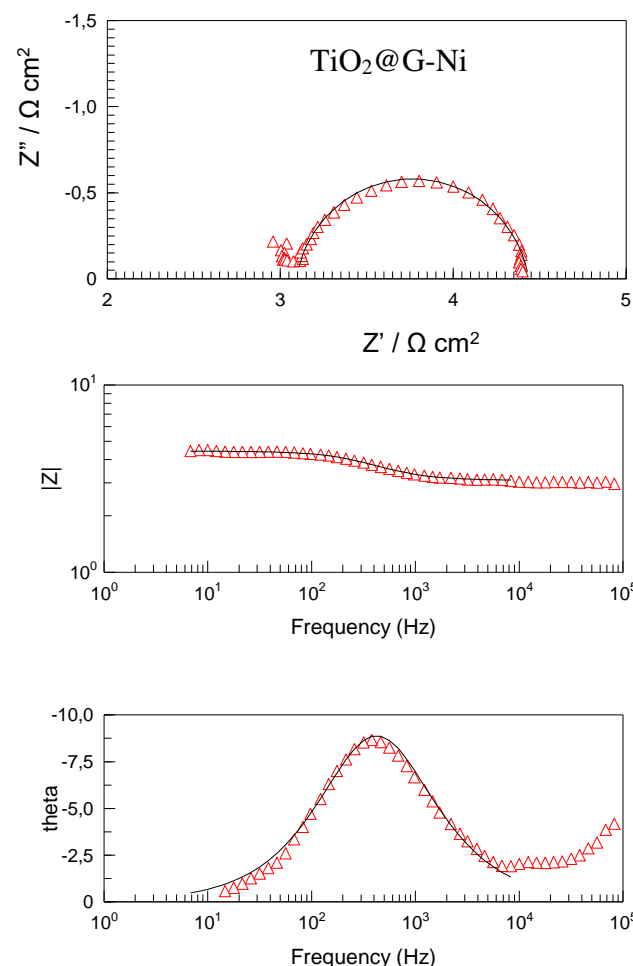 -1,5
TiO₂@G-Ni
-1,0
Z" / Ω cm²
-0,5
0
2 3 4 5
Z' / Ω cm²
10¹
|Z|
10⁰
10⁰ 10¹ 10² 10³ 10⁴ 10⁵
Frequency (Hz)
-10,0
-7,5
theta
-5,0
-2,5
0
10⁰ 10¹ 10² 10³ 10⁴ 10⁵
Frequency (Hz)